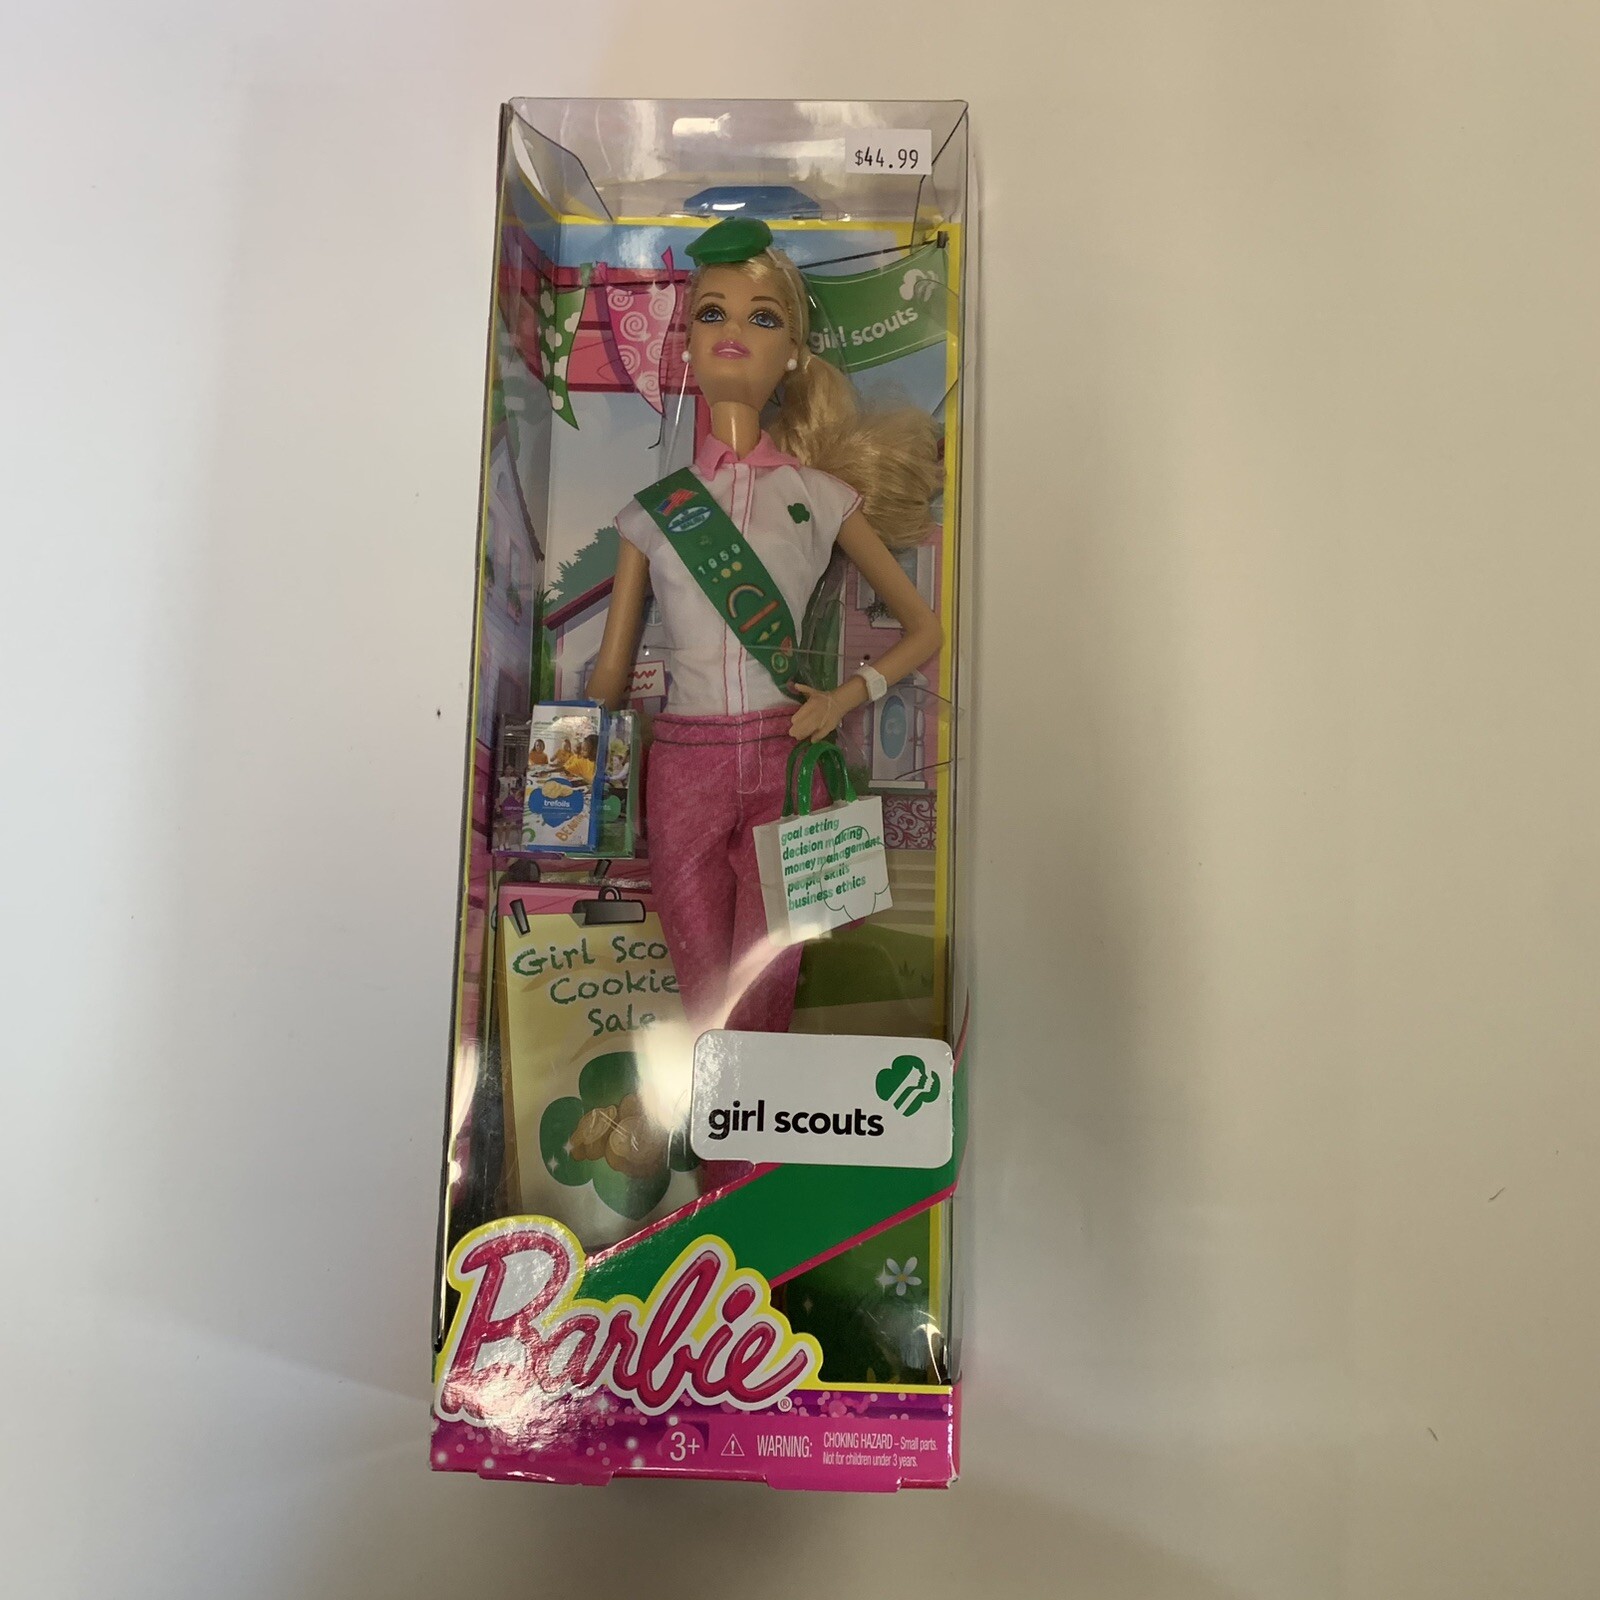 $44.99
girl scouts
1959
trefoils
goal setting
decision making
money management
people skills
business ethics
Girl Sco
Cookie
Sale
girl scouts
Barbie®
3+ WARNING: CHOKING HAZARD – Small parts.
Not for children under 3 years.